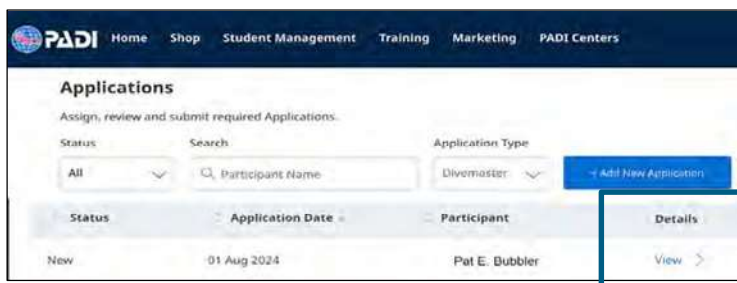 PADI Home Shop Student Management Training Marketing PADI Centers
Applications
Assign, review and submit required Applications.
Status Search Application Type
All Participant Name Divemaster + Add New Application
Status Application Date Participant Details
New 01 Aug 2024 Pat E. Bubbler View >